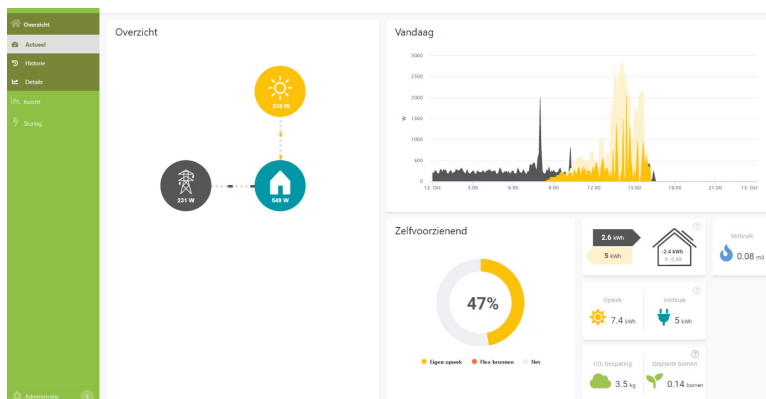 Overzicht
Actueel
Historie
Details
Inzicht
Sturing
Administratie
Overzicht
318 W
231 W
549 W
Vandaag
3000
2500
2000
W
1500
1000
500
0
12. Oct
3:00
6:00
9:00
12:00
15:00
18:00
21:00
13. Oct
Zelfvoorzienend
47%
Eigen opwek
Flex bronnen
Net
2.6 kWh
5 kWh
-2.4 kWh
€ -0.48
Verbruik
0.08 m3
Opwek
7.4 kWh
Verbruik
5 kWh
CO₂ besparing
3.5 kg
Geplante bomen
0.14 bomen